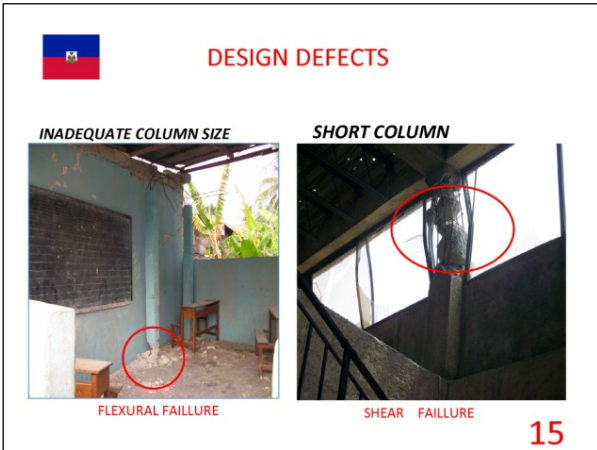 DESIGN DEFECTS
INADEQUATE COLUMN SIZE
SHORT COLUMN
FLEXURAL FAILLURE
SHEAR FAILLURE
15